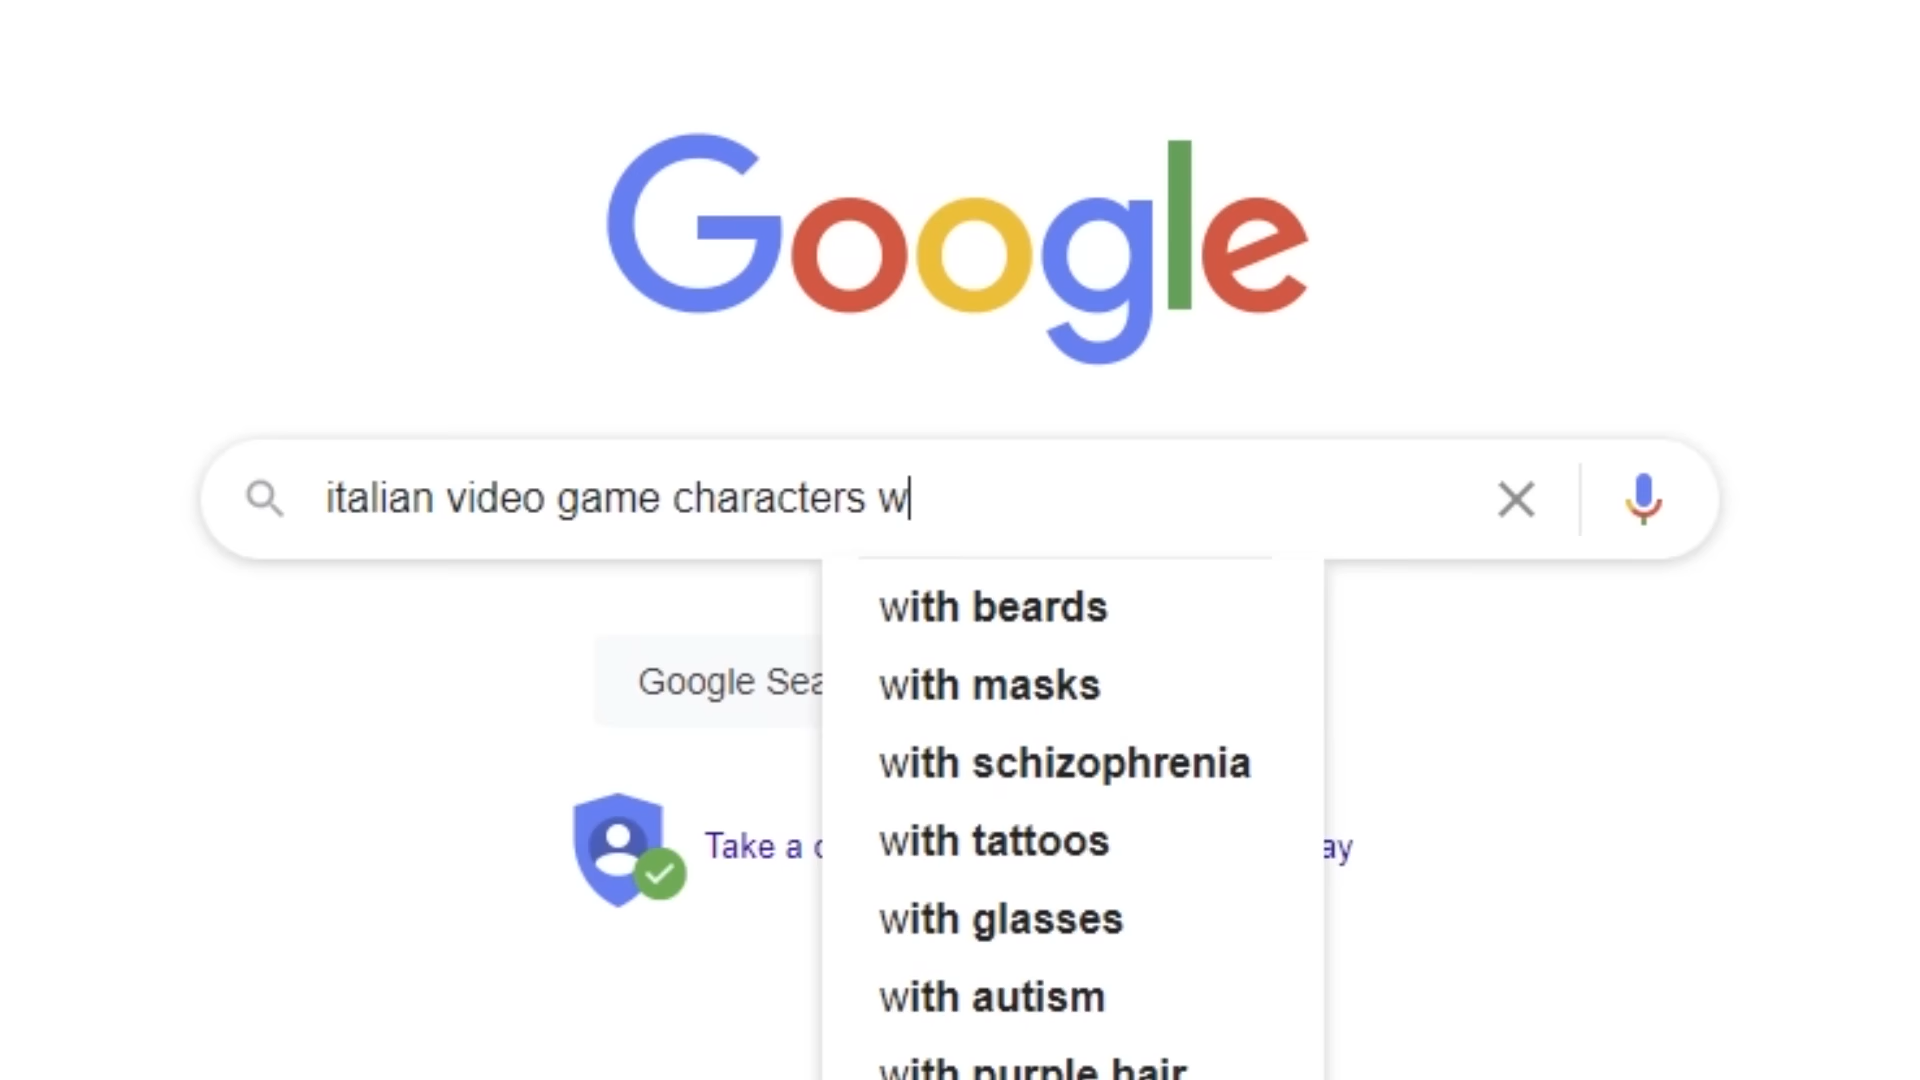 Google
italian video game characters w
with beards
with masks
Google Sea
with schizophrenia
with tattoos
Take a
ay
with glasses
with autism
with purple hair